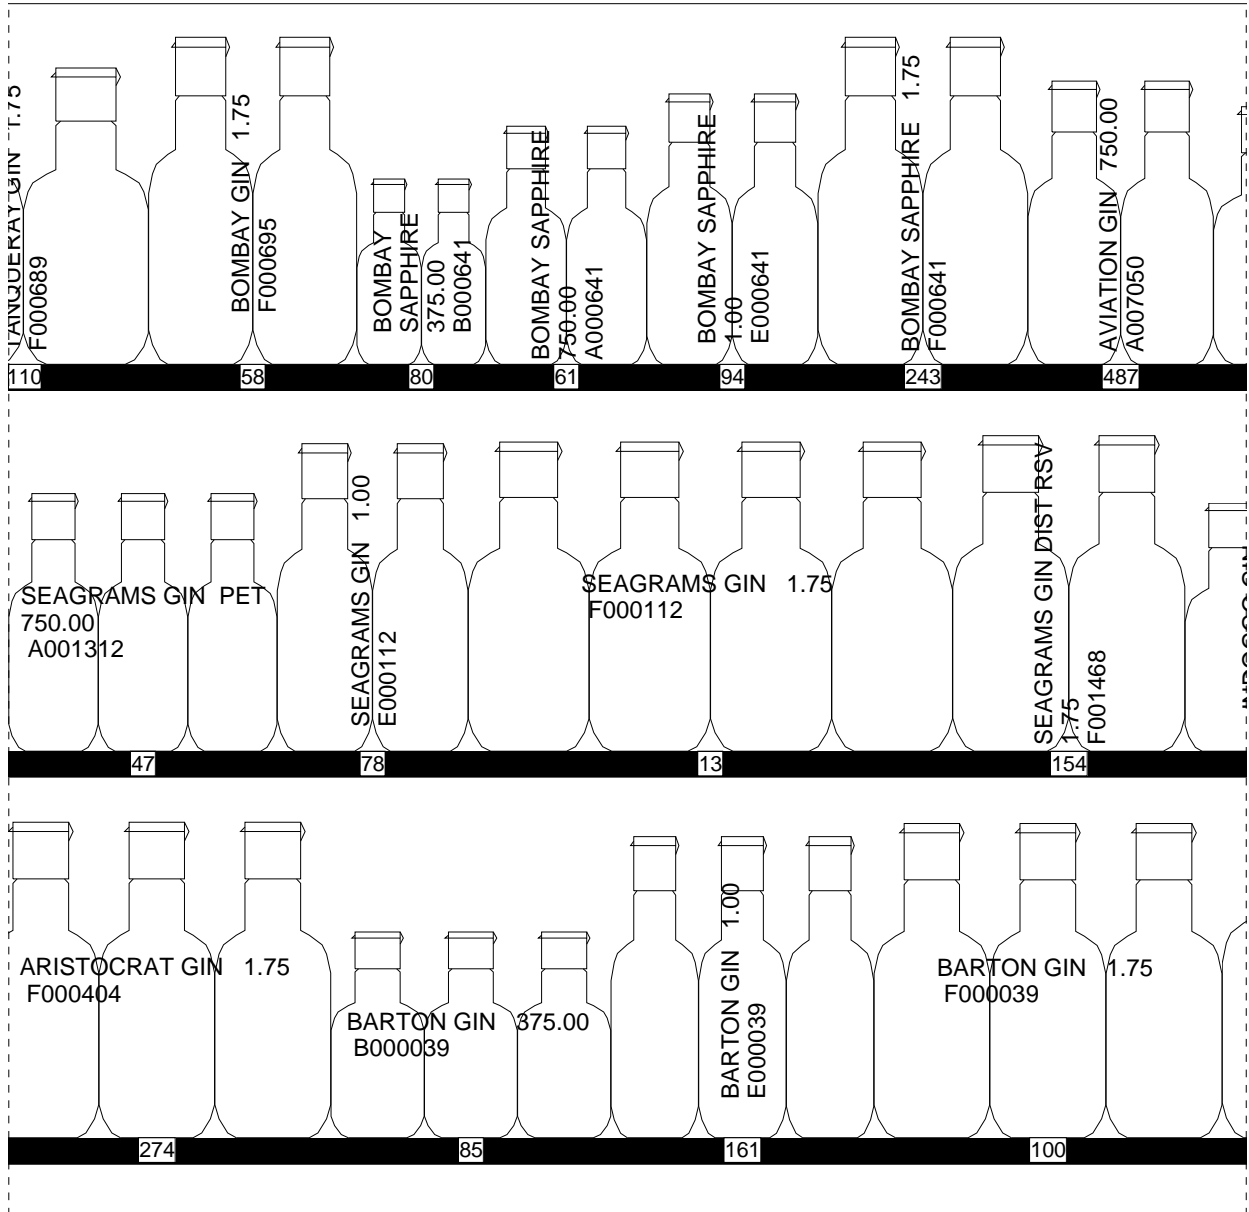 TANQUERAY GIN 1.75
F000689
BOMBAY GIN 1.75
F000695
BOMBAY
SAPPHIRE
375.00
B000641
BOMBAY SAPPHIRE
750.00
A000641
BOMBAY SAPPHIRE
1.00
E000641
BOMBAY SAPPHIRE 1.75
F000641
AVIATION GIN 750.00
A007050
110
58
80
61
94
243
487
SEAGRAMS GIN PET
750.00
A001312
SEAGRAMS GIN 1.00
E000112
SEAGRAMS GIN 1.75
F000112
SEAGRAMS GIN DIST RSV
1.75
F001468
47
78
13
154
ARISTOCRAT GIN 1.75
F000404
BARTON GIN 375.00
B000039
BARTON GIN 1.00
E000039
BARTON GIN 1.75
F000039
274
85
161
100